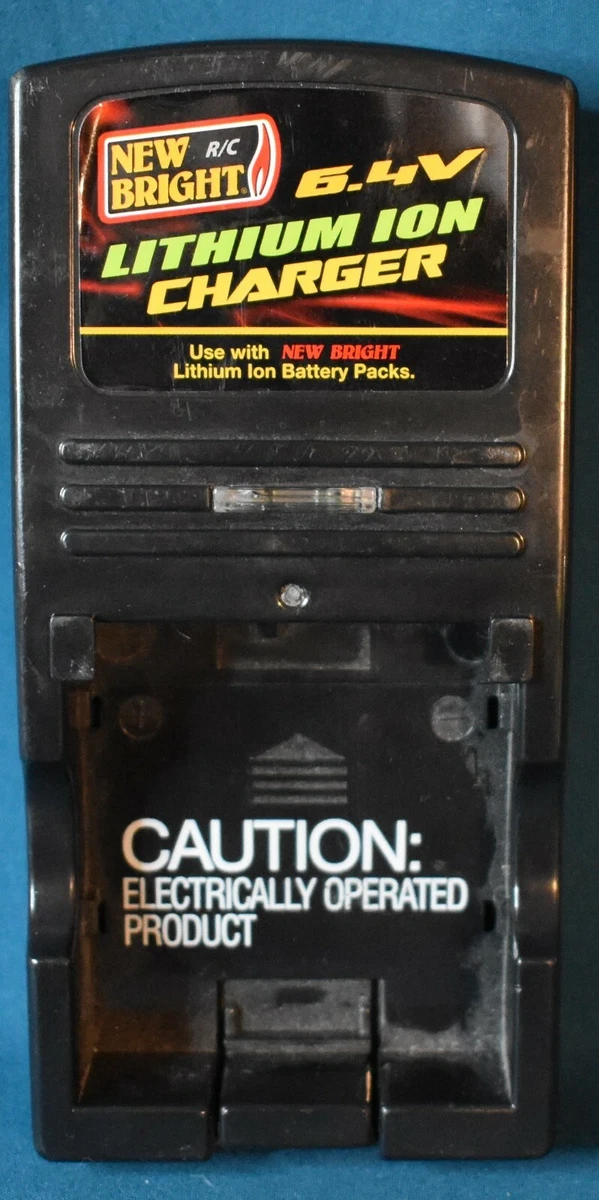 NEW R/C
BRIGHT®
6.4V
LITHIUM ION
CHARGER
Use with NEW BRIGHT
Lithium Ion Battery Packs.
CAUTION:
ELECTRICALLY OPERATED
PRODUCT